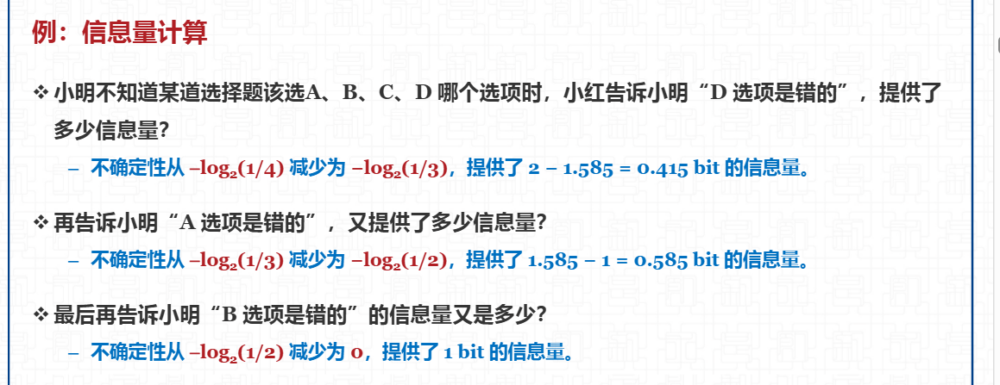 例：信息量计算
❖ 小明不知道某道选择题该选A、B、C、D 哪个选项时，小红告诉小明“D 选项是错的”，提供了
多少信息量？
– 不确定性从 –log₂(1/4) 减少为 –log₂(1/3)，提供了 2 – 1.585 = 0.415 bit 的信息量。
❖ 再告诉小明“A 选项是错的”，又提供了多少信息量？
– 不确定性从 –log₂(1/3) 减少为 –log₂(1/2)，提供了 1.585 – 1 = 0.585 bit 的信息量。
❖ 最后再告诉小明“B 选项是错的”的信息量又是多少？
– 不确定性从 –log₂(1/2) 减少为 0，提供了 1 bit 的信息量。